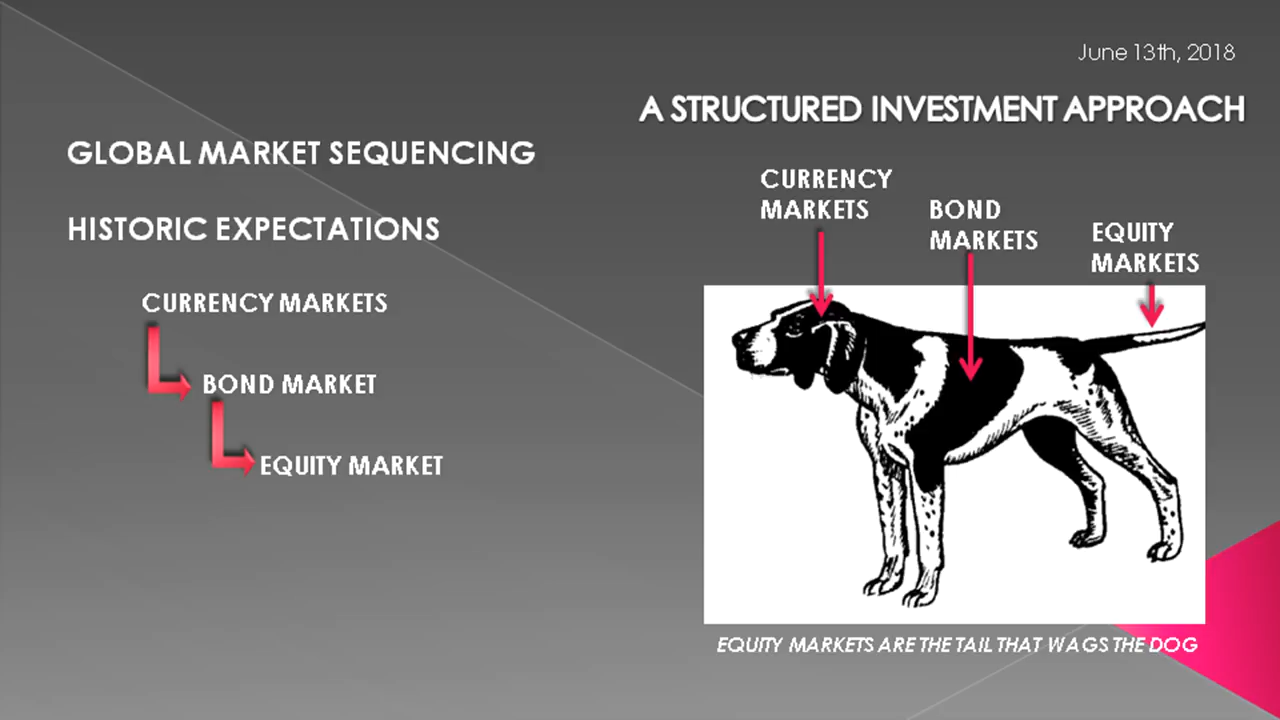 June 13th, 2018
A STRUCTURED INVESTMENT APPROACH
GLOBAL MARKET SEQUENCING
HISTORIC EXPECTATIONS
CURRENCY MARKETS
BOND MARKET
EQUITY MARKET
CURRENCY
MARKETS
BOND
MARKETS
EQUITY
MARKETS
EQUITY MARKETS ARE THE TAIL THAT WAGS THE DOG